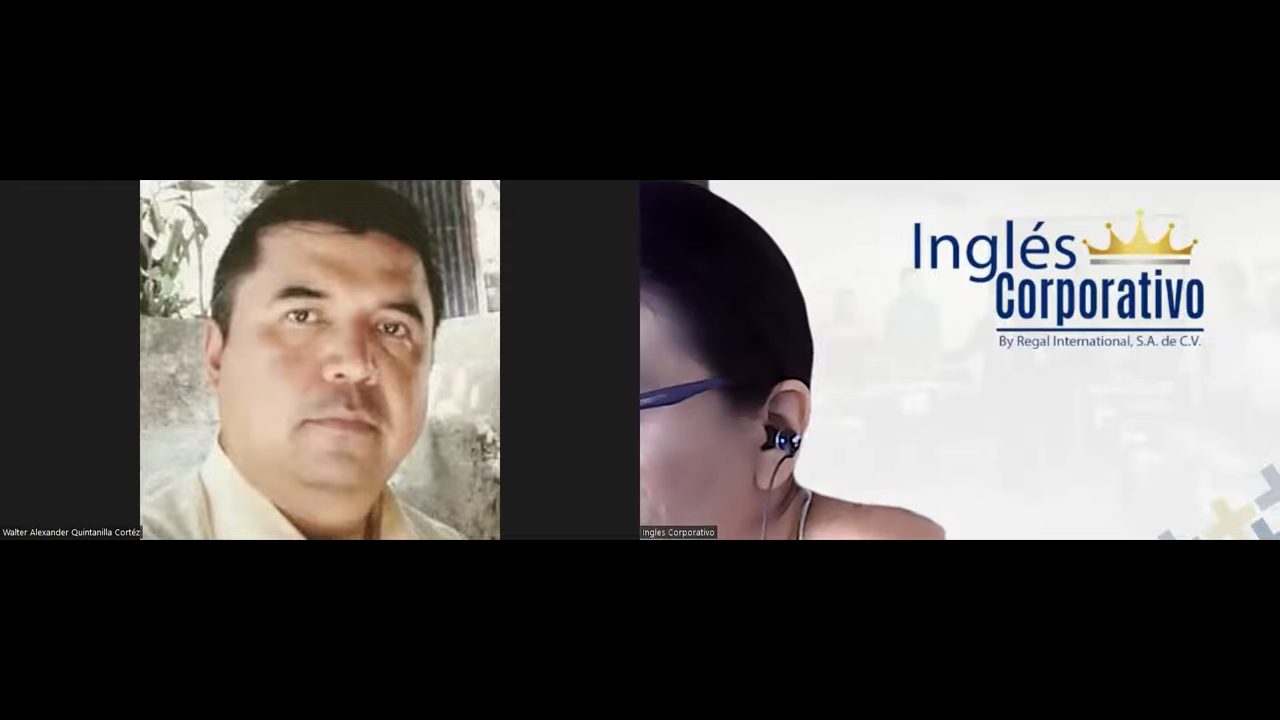 Inglés
Corporativo
By Regal International, S.A. de C.V.
Walter Alexander Quintanilla Cortéz
Ingles Corporativo